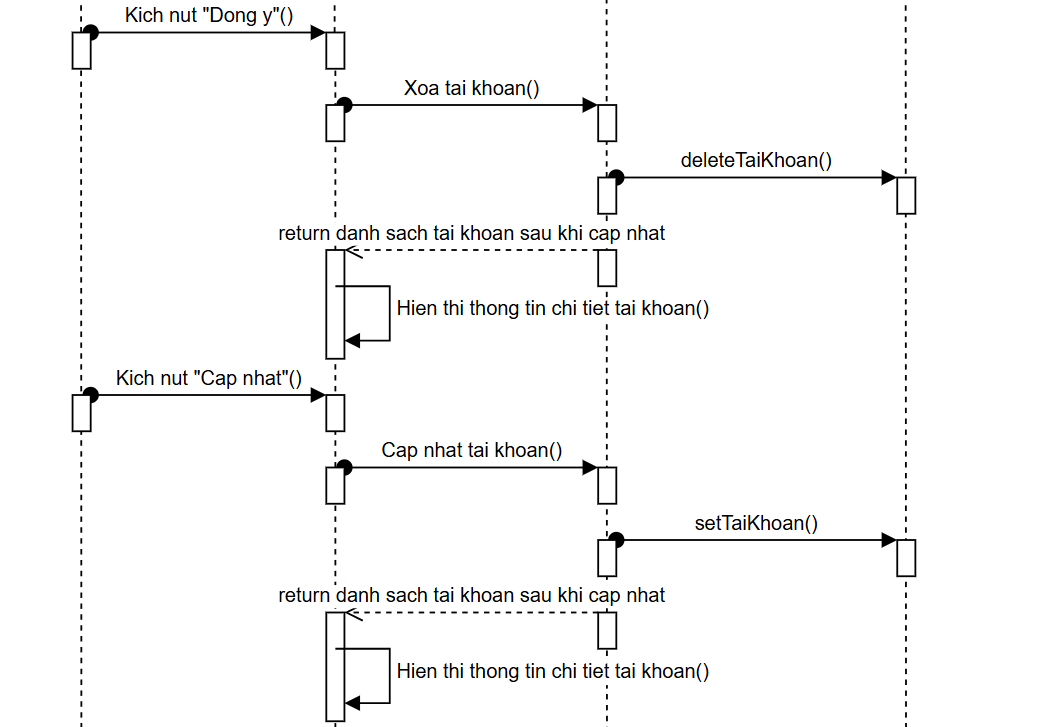 Kich nut "Dong y"()
Xoa tai khoan()
deleteTaiKhoan()
return danh sach tai khoan sau khi cap nhat
Hien thi thong tin chi tiet tai khoan()
Kich nut "Cap nhat"()
Cap nhat tai khoan()
setTaiKhoan()
return danh sach tai khoan sau khi cap nhat
Hien thi thong tin chi tiet tai khoan()